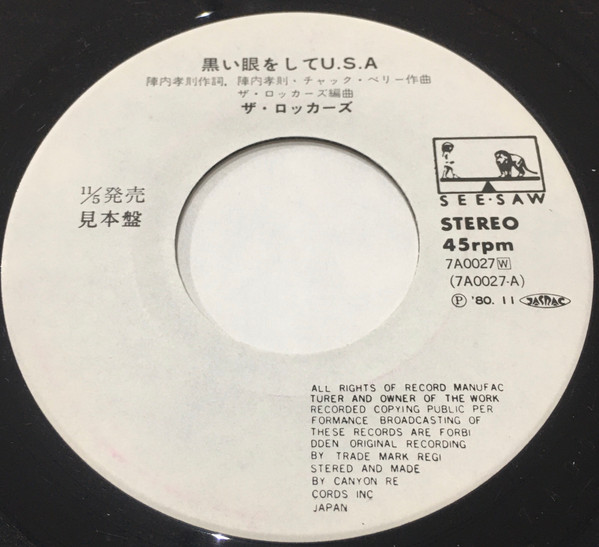 黒い眼をしてU.S.A
陣内孝則作詞．陣内孝則・チャック・ベリー作曲
ザ・ロッカーズ編曲
ザ・ロッカーズ
11/5発売
見本盤
SEE・SAW
STEREO
45rpm
7A0027W
(7A0027-A)
Ⓟ '80. 11 JASRAC
ALL RIGHTS OF RECORD MANUFAC
TURER AND OWNER OF THE WORK
RECORDED COPYING PUBLIC PER
FORMANCE BROADCASTING OF
THESE RECORDS ARE FORBI
DDEN ORIGINAL RECORDING
BY TRADE MARK REGI
STERED AND MADE
BY CANYON RE
CORDS INC
JAPAN